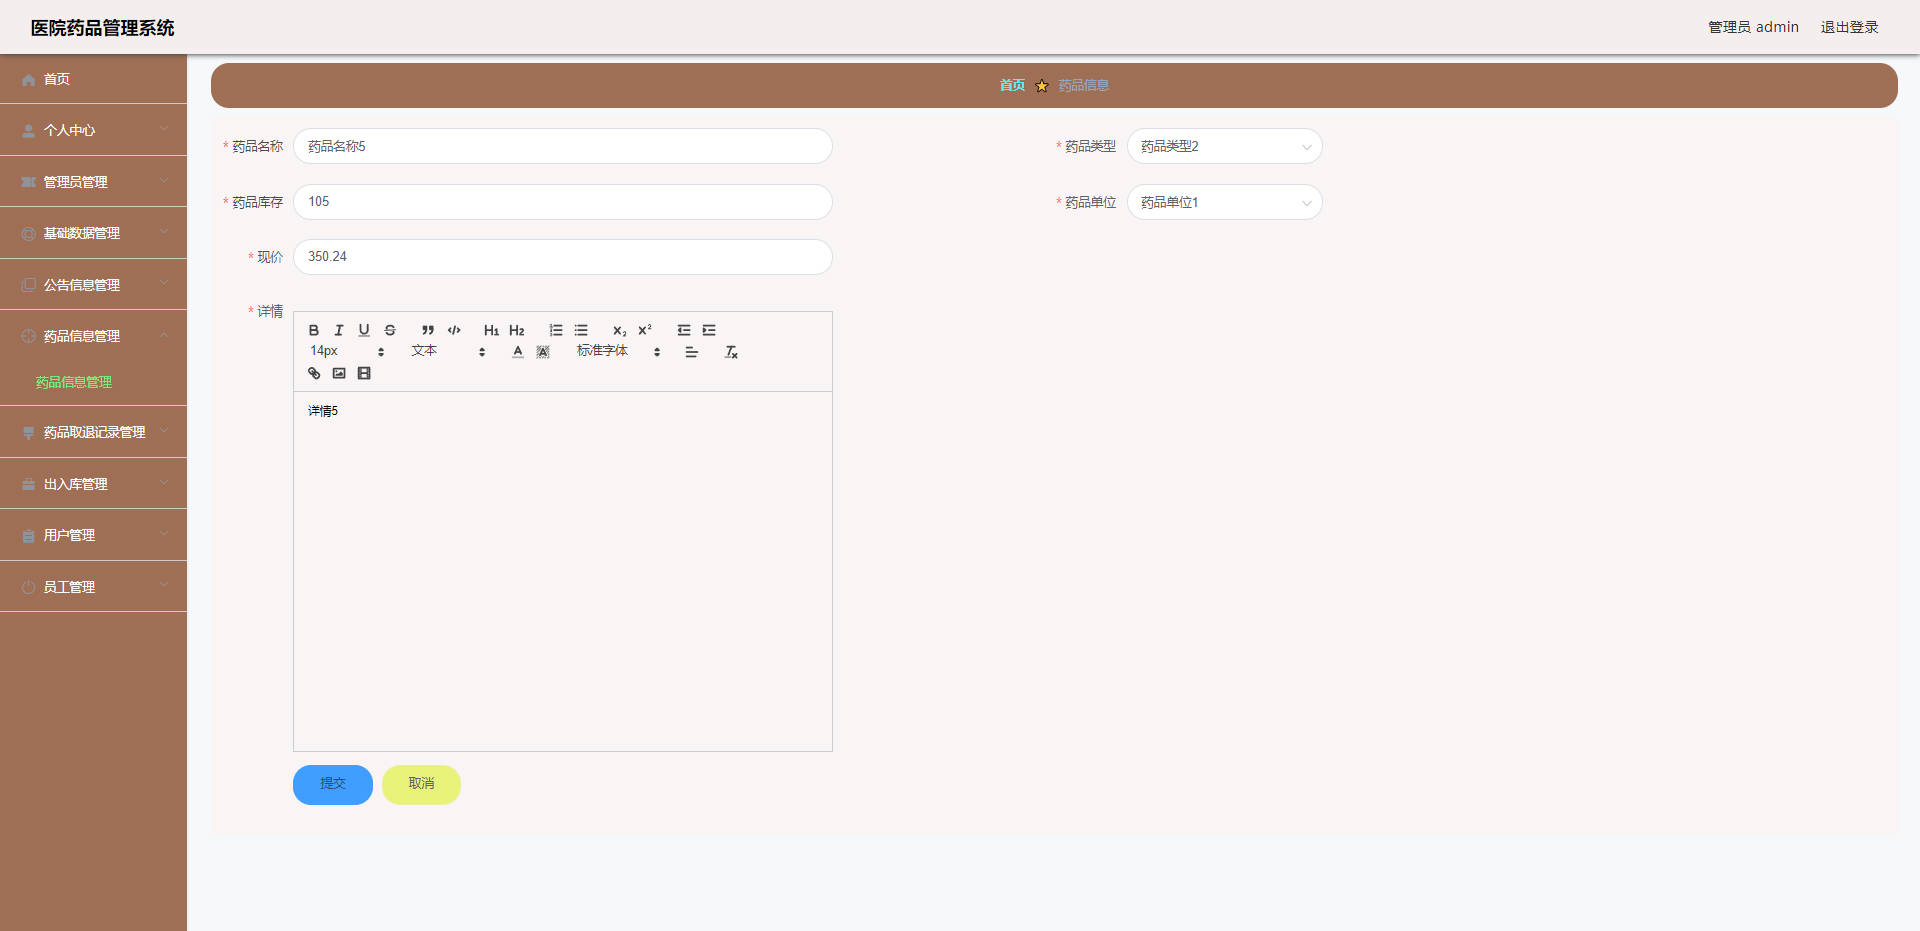 医院药品管理系统
管理员 admin 退出登录
首页
个人中心
管理员管理
基础数据管理
公告信息管理
药品信息管理
药品信息管理
药品取退记录管理
出入库管理
用户管理
员工管理
首页 药品信息
* 药品名称 药品名称5
* 药品类型 药品类型2
* 药品库存 105
* 药品单位 药品单位1
* 现价 350.24
* 详情
14px 文本 标准字体
详情5
提交 取消